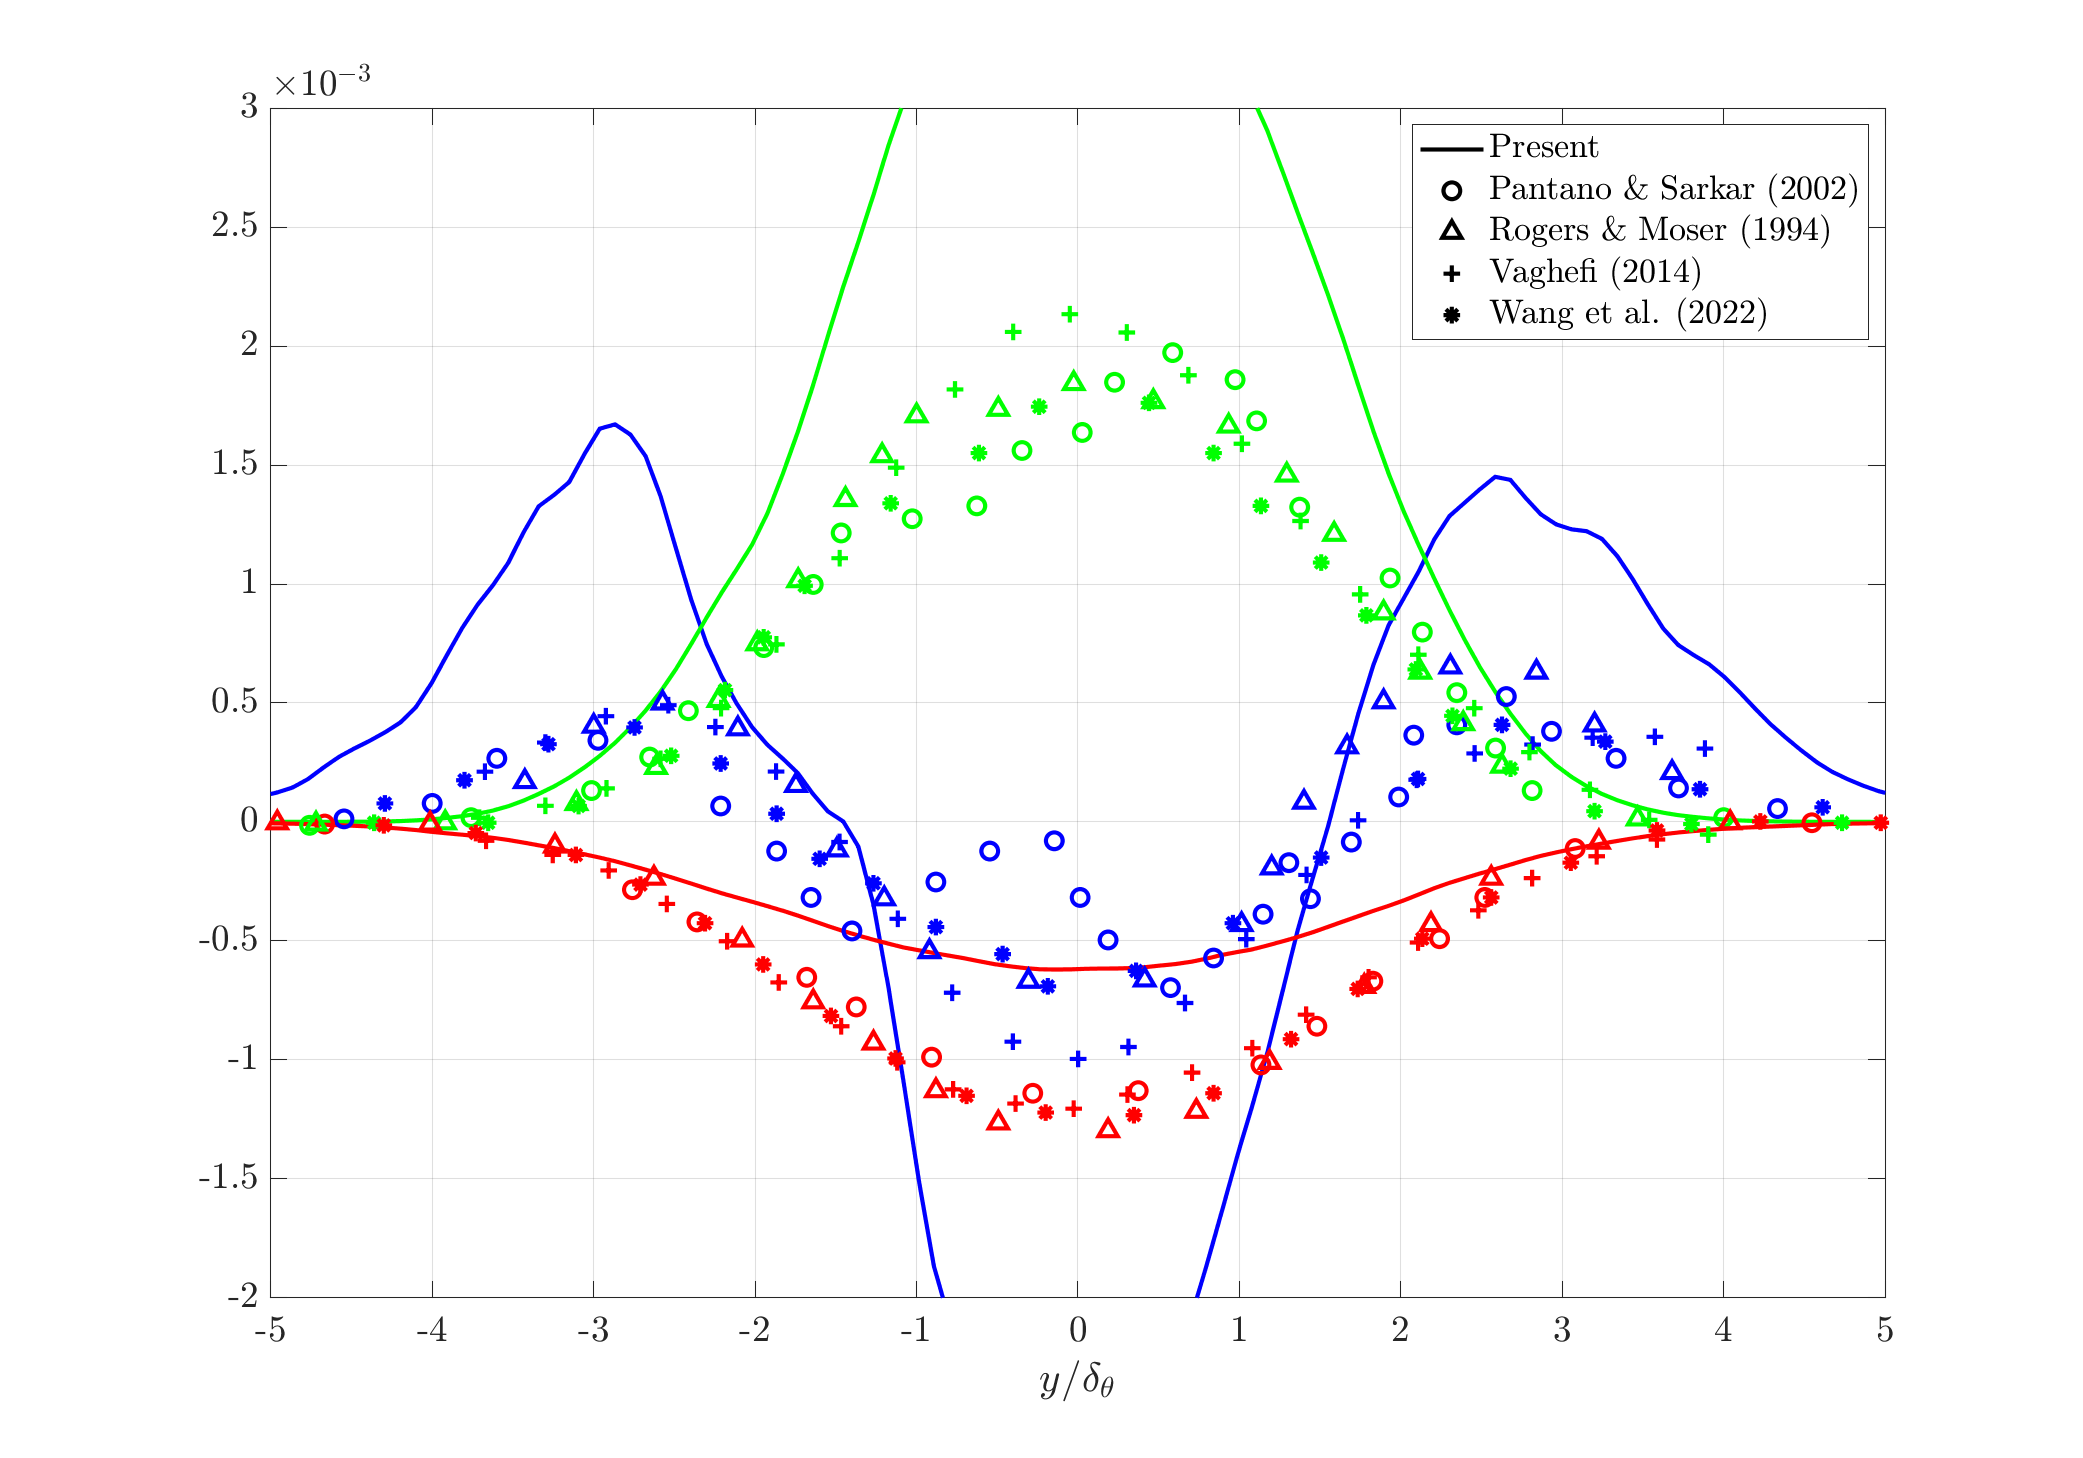 ×10⁻³
3
2.5
2
1.5
1
0.5
0
-0.5
-1
-1.5
-2
-5 -4 -3 -2 -1 0 1 2 3 4 5
y/δ_θ
Present
Pantano & Sarkar (2002)
Rogers & Moser (1994)
Vaghefi (2014)
Wang et al. (2022)